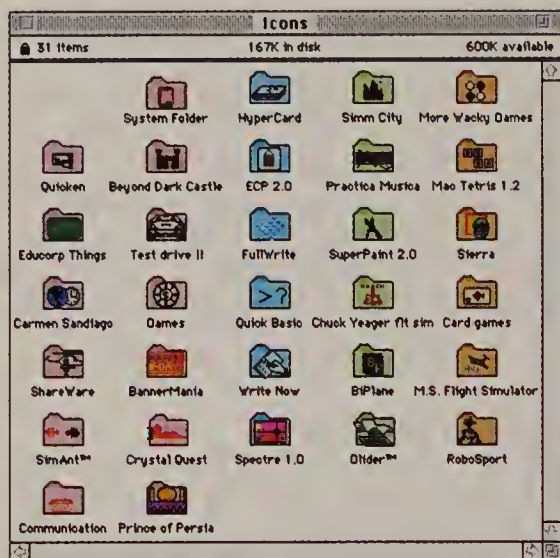 Icons
31 items 167K in disk 600K available
System Folder HyperCard Simm City More Wacky Games
Quicken Beyond Dark Castle ECP 2.0 Practica Musica Mac Tetris 1.2
Educorp Things Test drive II FullWrite SuperPaint 2.0 Sierra
>?
Carmen Sandiago Games Quick Basic Chuck Yeager flt sim Card games
ShareWare BannerMania Write Now BiPlane M.S. Flight Simulator
SimAnt™ Crystal Quest Spectre 1.0 Glider™ RoboSport
Communication Prince of Persia